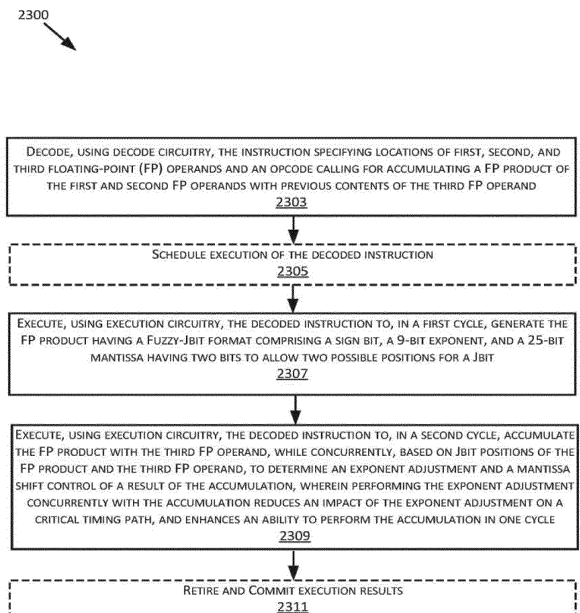 2300
DECODE, USING DECODE CIRCUITRY, THE INSTRUCTION SPECIFYING LOCATIONS OF FIRST, SECOND, AND
THIRD FLOATING-POINT (FP) OPERANDS AND AN OPCODE CALLING FOR ACCUMULATING A FP PRODUCT OF
THE FIRST AND SECOND FP OPERANDS WITH PREVIOUS CONTENTS OF THE THIRD FP OPERAND
2303
SCHEDULE EXECUTION OF THE DECODED INSTRUCTION
2305
EXECUTE, USING EXECUTION CIRCUITRY, THE DECODED INSTRUCTION TO, IN A FIRST CYCLE, GENERATE THE
FP PRODUCT HAVING A FUZZY-JBIT FORMAT COMPRISING A SIGN BIT, A 9-BIT EXPONENT, AND A 25-BIT
MANTISSA HAVING TWO BITS TO ALLOW TWO POSSIBLE POSITIONS FOR A JBIT
2307
EXECUTE, USING EXECUTION CIRCUITRY, THE DECODED INSTRUCTION TO, IN A SECOND CYCLE, ACCUMULATE
THE FP PRODUCT WITH THE THIRD FP OPERAND, WHILE CONCURRENTLY, BASED ON JBIT POSITIONS OF THE
FP PRODUCT AND THE THIRD FP OPERAND, TO DETERMINE AN EXPONENT ADJUSTMENT AND A MANTISSA
SHIFT CONTROL OF A RESULT OF THE ACCUMULATION, WHEREIN PERFORMING THE EXPONENT ADJUSTMENT
CONCURRENTLY WITH THE ACCUMULATION REDUCES AN IMPACT OF THE EXPONENT ADJUSTMENT ON A
CRITICAL TIMING PATH, AND ENHANCES AN ABILITY TO PERFORM THE ACCUMULATION IN ONE CYCLE
2309
RETIRE AND COMMIT EXECUTION RESULTS
2311